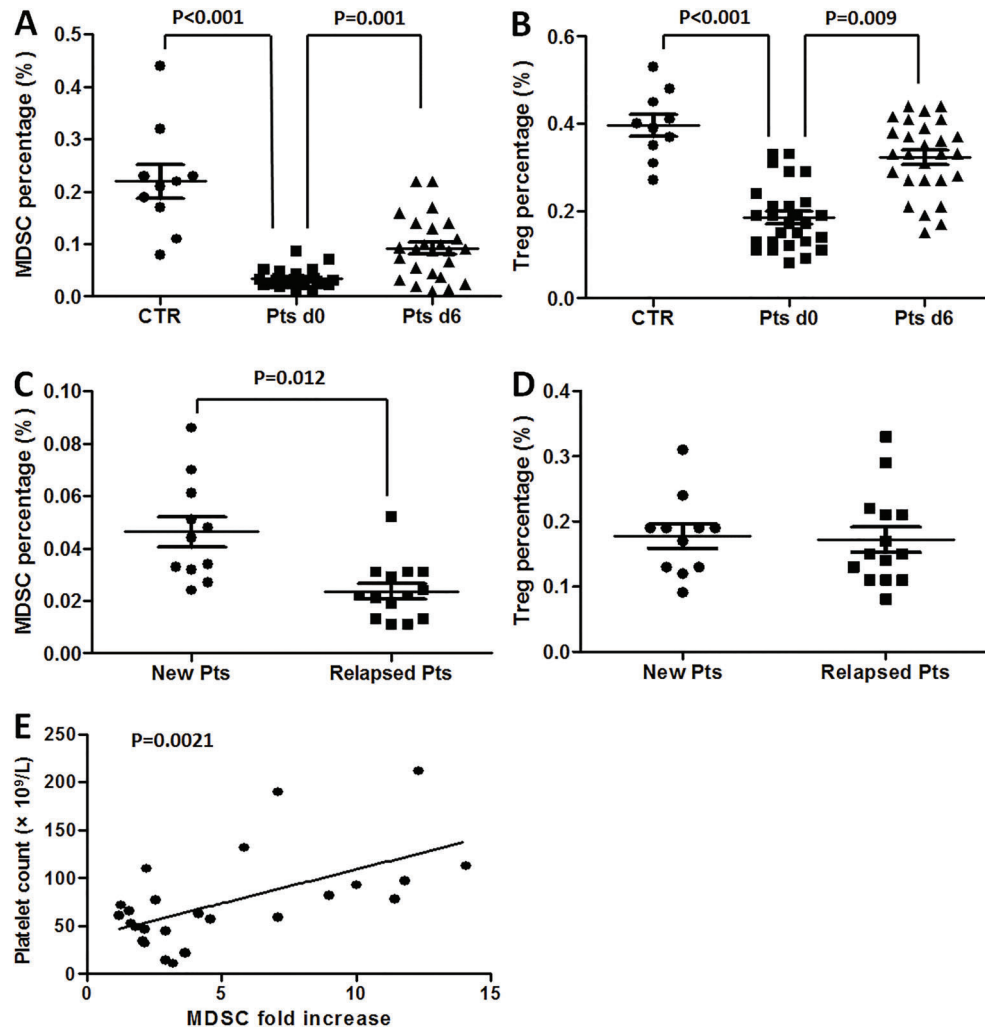 A
P<0.001
P=0.001
MDSC percentage (%)
0.5
0.4
0.3
0.2
0.1
0.0
CTR
Pts d0
Pts d6
B
P<0.001
P=0.009
Treg percentage (%)
0.6
0.4
0.2
0.0
CTR
Pts d0
Pts d6
C
P=0.012
MDSC percentage (%)
0.10
0.08
0.06
0.04
0.02
0.00
New Pts
Relapsed Pts
D
Treg percentage (%)
0.4
0.3
0.2
0.1
0.0
New Pts
Relapsed Pts
E
P=0.0021
Platelet count (× 10⁹/L)
250
200
150
100
50
0
0
5
10
15
MDSC fold increase